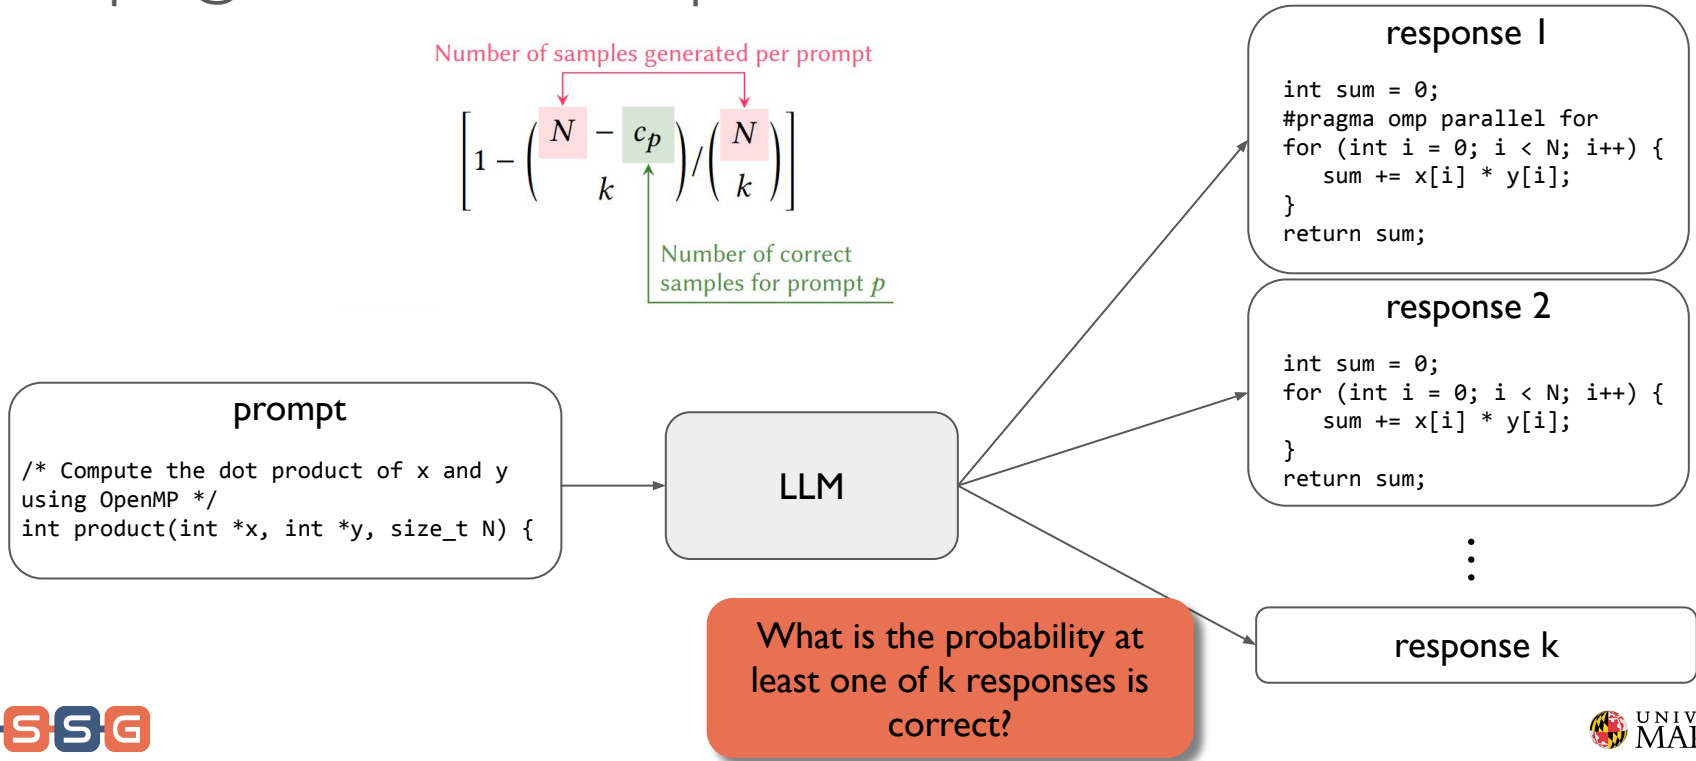 Number of samples generated per prompt
[1 − (N − c_p / k) / (N / k)]
Number of correct
samples for prompt p
prompt
/* Compute the dot product of x and y
using OpenMP */
int product(int *x, int *y, size_t N) {
LLM
What is the probability at
least one of k responses is
correct?
response 1
int sum = 0;
#pragma omp parallel for
for (int i = 0; i < N; i++) {
sum += x[i] * y[i];
}
return sum;
response 2
int sum = 0;
for (int i = 0; i < N; i++) {
sum += x[i] * y[i];
}
return sum;
⋮
response k
SSG